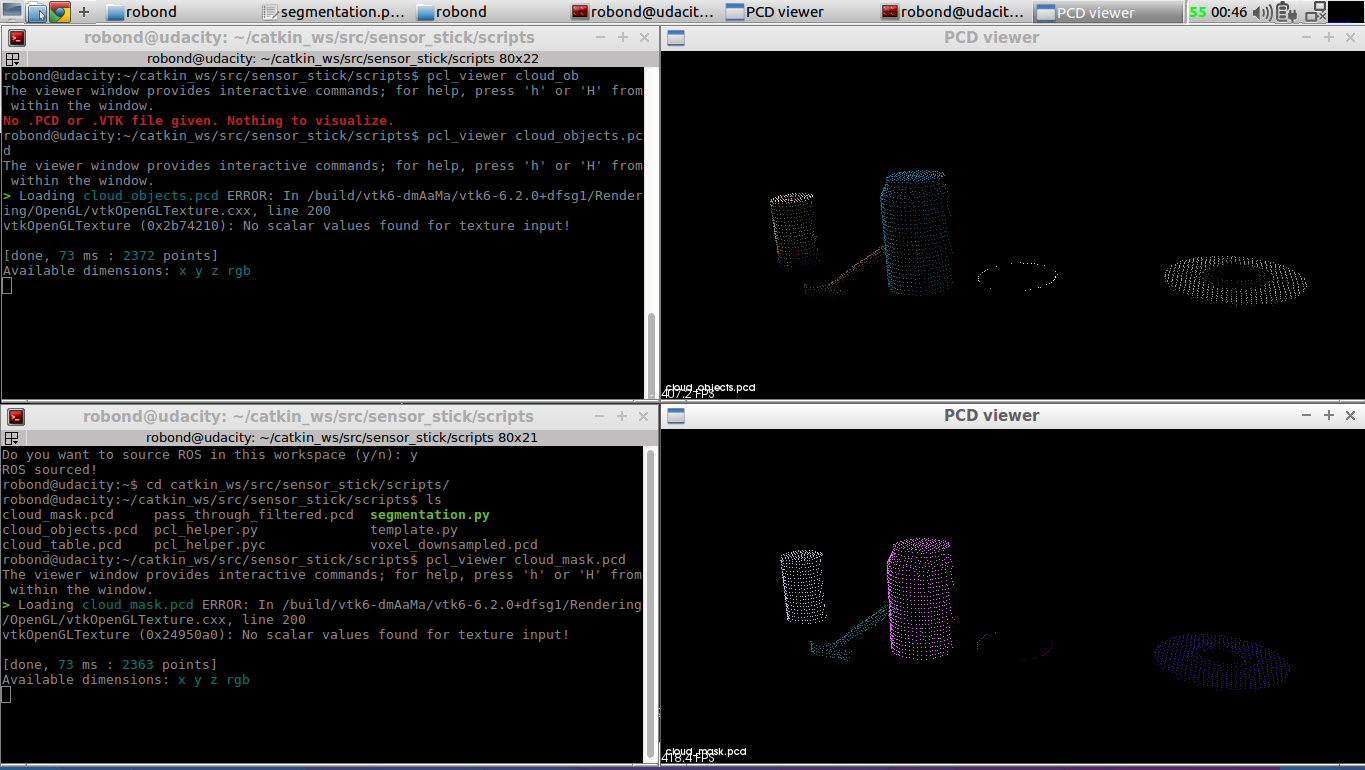 robond segmentation.p... robond robond@udacit... PCD viewer robond@udacit... PCD viewer 55 00:46
robond@udacity: ~/catkin_ws/src/sensor_stick/scripts
robond@udacity: ~/catkin_ws/src/sensor_stick/scripts 80x22
robond@udacity:~/catkin_ws/src/sensor_stick/scripts$ pcl_viewer cloud_ob
The viewer window provides interactive commands; for help, press 'h' or 'H' from
within the window.
No .PCD or .VTK file given. Nothing to visualize.
robond@udacity:~/catkin_ws/src/sensor_stick/scripts$ pcl_viewer cloud_objects.pc
d
The viewer window provides interactive commands; for help, press 'h' or 'H' from
within the window.
> Loading cloud_objects.pcd ERROR: In /build/vtk6-dmAaMa/vtk6-6.2.0+dfsg1/Render
ing/OpenGL/vtkOpenGLTexture.cxx, line 200
vtkOpenGLTexture (0x2b74210): No scalar values found for texture input!
[done, 73 ms : 2372 points]
Available dimensions: x y z rgb
PCD viewer
cloud_objects.pcd
407.2 FPS
robond@udacity: ~/catkin_ws/src/sensor_stick/scripts
robond@udacity: ~/catkin_ws/src/sensor_stick/scripts 80x21
Do you want to source ROS in this workspace (y/n): y
ROS sourced!
robond@udacity:~$ cd catkin_ws/src/sensor_stick/scripts/
robond@udacity:~/catkin_ws/src/sensor_stick/scripts$ ls
cloud_mask.pcd pass_through_filtered.pcd segmentation.py
cloud_objects.pcd pcl_helper.py template.py
cloud_table.pcd pcl_helper.pyc voxel_downsampled.pcd
robond@udacity:~/catkin_ws/src/sensor_stick/scripts$ pcl_viewer cloud_mask.pcd
The viewer window provides interactive commands; for help, press 'h' or 'H' from
within the window.
> Loading cloud_mask.pcd ERROR: In /build/vtk6-dmAaMa/vtk6-6.2.0+dfsg1/Rendering
/OpenGL/vtkOpenGLTexture.cxx, line 200
vtkOpenGLTexture (0x24950a0): No scalar values found for texture input!
[done, 73 ms : 2363 points]
Available dimensions: x y z rgb
PCD viewer
cloud_mask.pcd
418.4 FPS